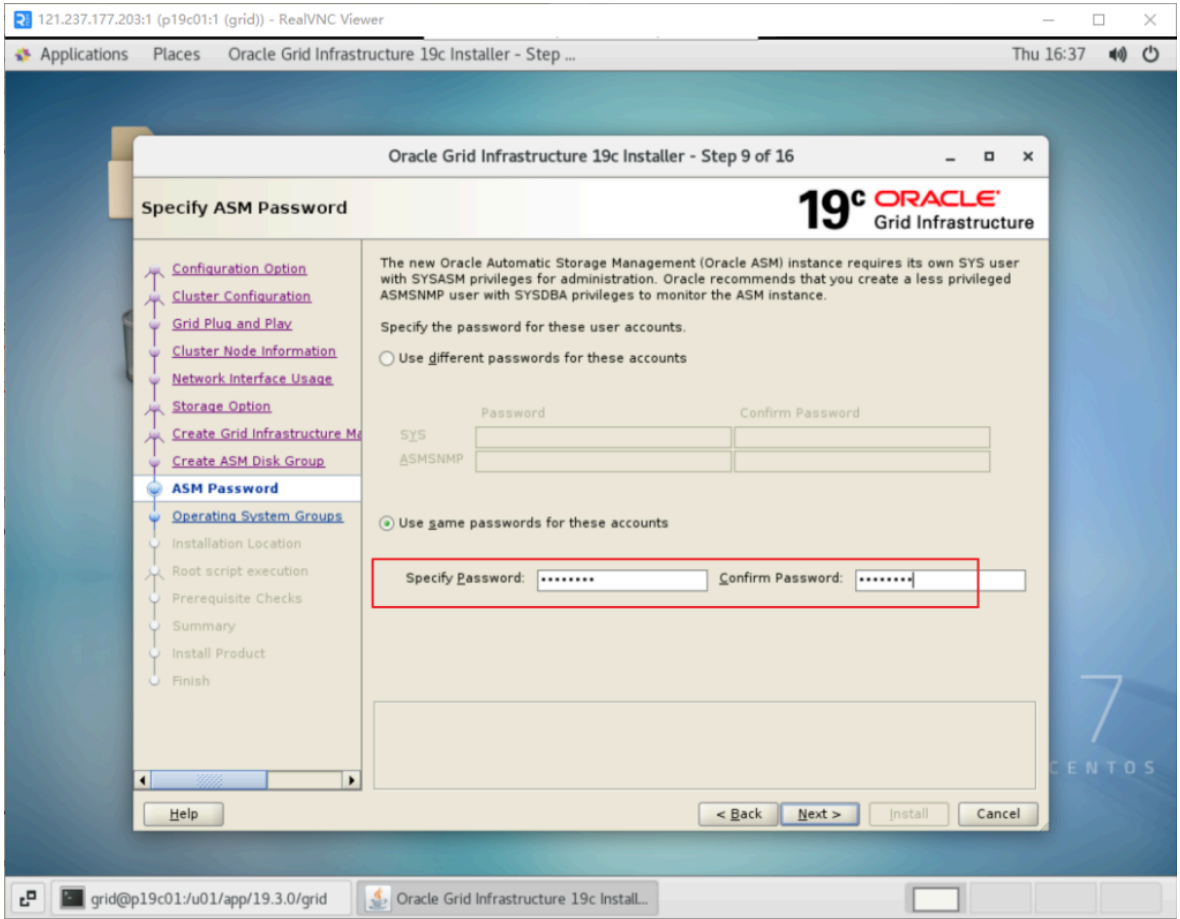 121.237.177.203:1 (p19c01:1 (grid)) - RealVNC Viewer
Applications Places Oracle Grid Infrastructure 19c Installer - Step ... Thu 16:37
Oracle Grid Infrastructure 19c Installer - Step 9 of 16
Specify ASM Password
19c ORACLE
Grid Infrastructure
Configuration Option
Cluster Configuration
Grid Plug and Play
Cluster Node Information
Network Interface Usage
Storage Option
Create Grid Infrastructure Ma
Create ASM Disk Group
ASM Password
Operating System Groups
Installation Location
Root script execution
Prerequisite Checks
Summary
Install Product
Finish
The new Oracle Automatic Storage Management (Oracle ASM) instance requires its own SYS user
with SYSASM privileges for administration. Oracle recommends that you create a less privileged
ASMSNMP user with SYSDBA privileges to monitor the ASM instance.
Specify the password for these user accounts.
Use different passwords for these accounts
Password Confirm Password
SYS
ASMSNMP
Use same passwords for these accounts
Specify Password: •••••••• Confirm Password: ••••••••
Help < Back Next > Install Cancel
7
CENTOS
grid@p19c01:/u01/app/19.3.0/grid Oracle Grid Infrastructure 19c Install...